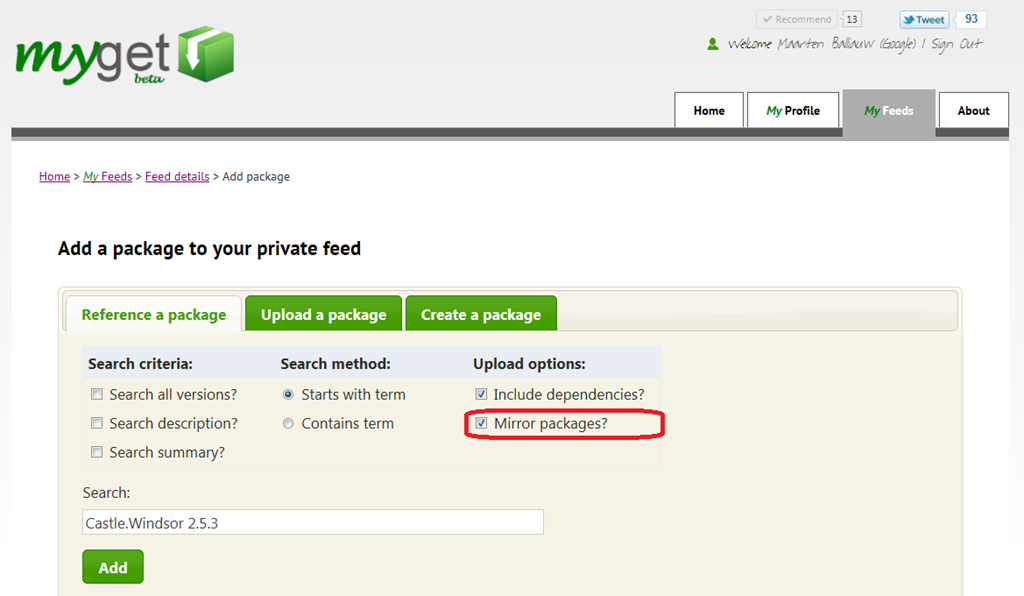 Recommend 13 Tweet 93
myget
beta
Welcome Maarten Balliauw (Google) | Sign Out
Home My Profile My Feeds About
Home > My Feeds > Feed details > Add package
Add a package to your private feed
Reference a package Upload a package Create a package
Search criteria: Search method: Upload options:
Search all versions? Starts with term Include dependencies?
Search description? Contains term Mirror packages?
Search summary?
Search:
Castle.Windsor 2.5.3
Add